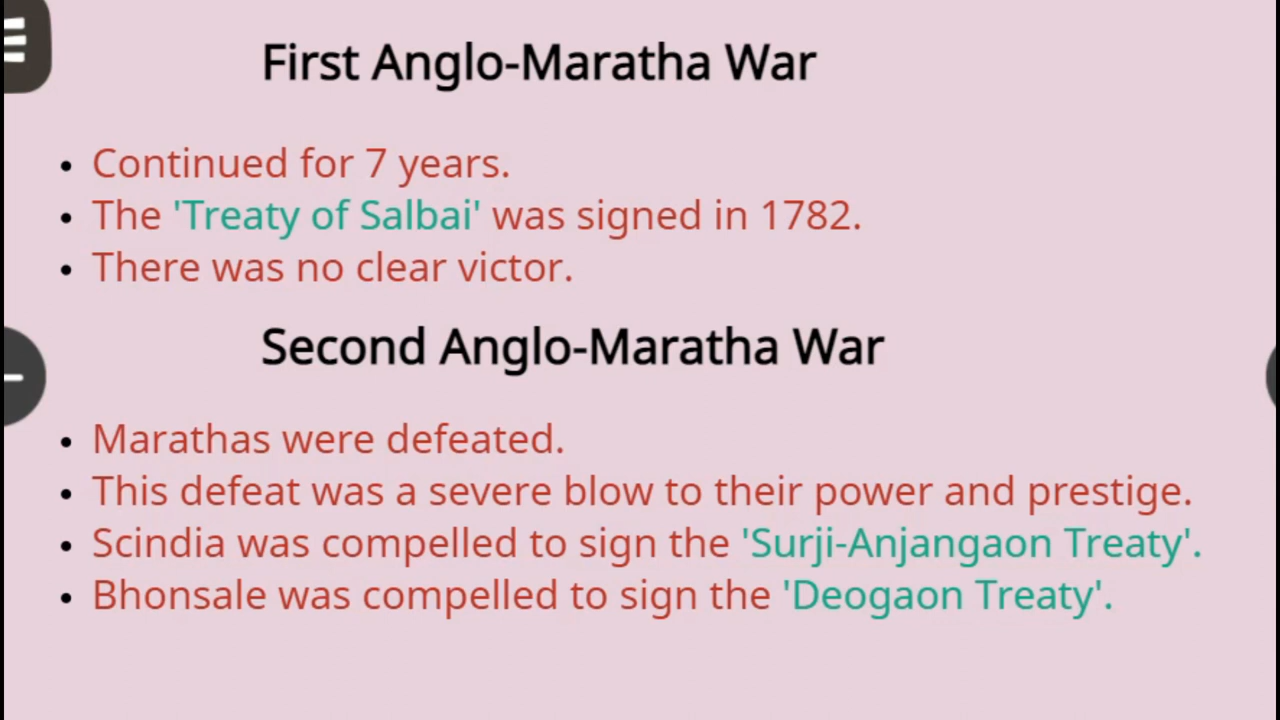 First Anglo-Maratha War
• Continued for 7 years.
• The 'Treaty of Salbai' was signed in 1782.
• There was no clear victor.
Second Anglo-Maratha War
• Marathas were defeated.
• This defeat was a severe blow to their power and prestige.
• Scindia was compelled to sign the 'Surji-Anjangaon Treaty'.
• Bhonsale was compelled to sign the 'Deogaon Treaty'.